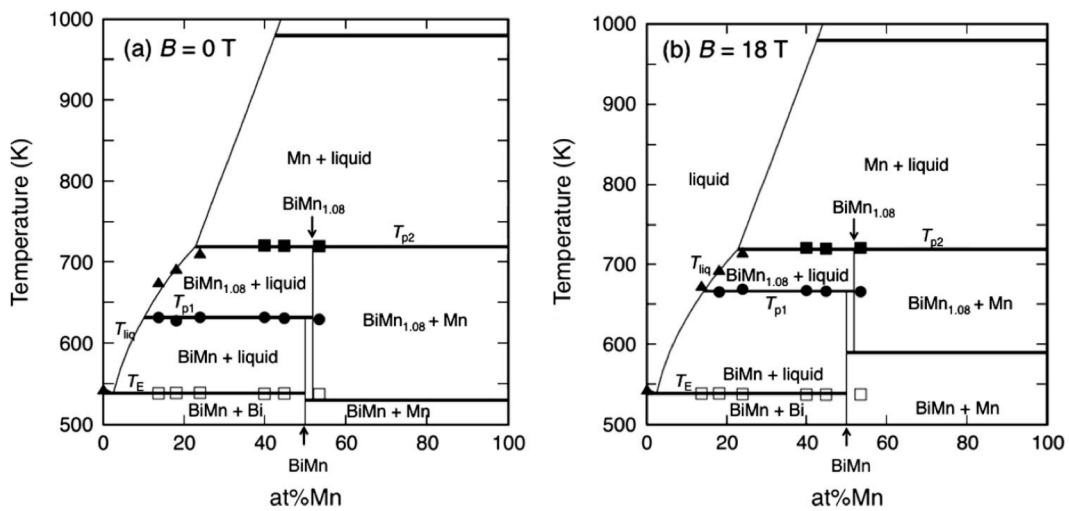 (a) B = 0 T
1000
900
800
700
600
500
Temperature (K)
Mn + liquid
BiMn1.08
Tp2
BiMn1.08 + liquid
Tp1
Tliq
BiMn1.08 + Mn
BiMn + liquid
TE
BiMn + Bi
BiMn + Mn
0 20 40 60 80 100
BiMn
at%Mn
(b) B = 18 T
1000
900
800
700
600
500
Temperature (K)
liquid
Mn + liquid
BiMn1.08
Tp2
Tliq
BiMn1.08 + liquid
Tp1
BiMn1.08 + Mn
TE
BiMn + liquid
BiMn + Bi
BiMn + Mn
0 20 40 60 80 100
BiMn
at%Mn